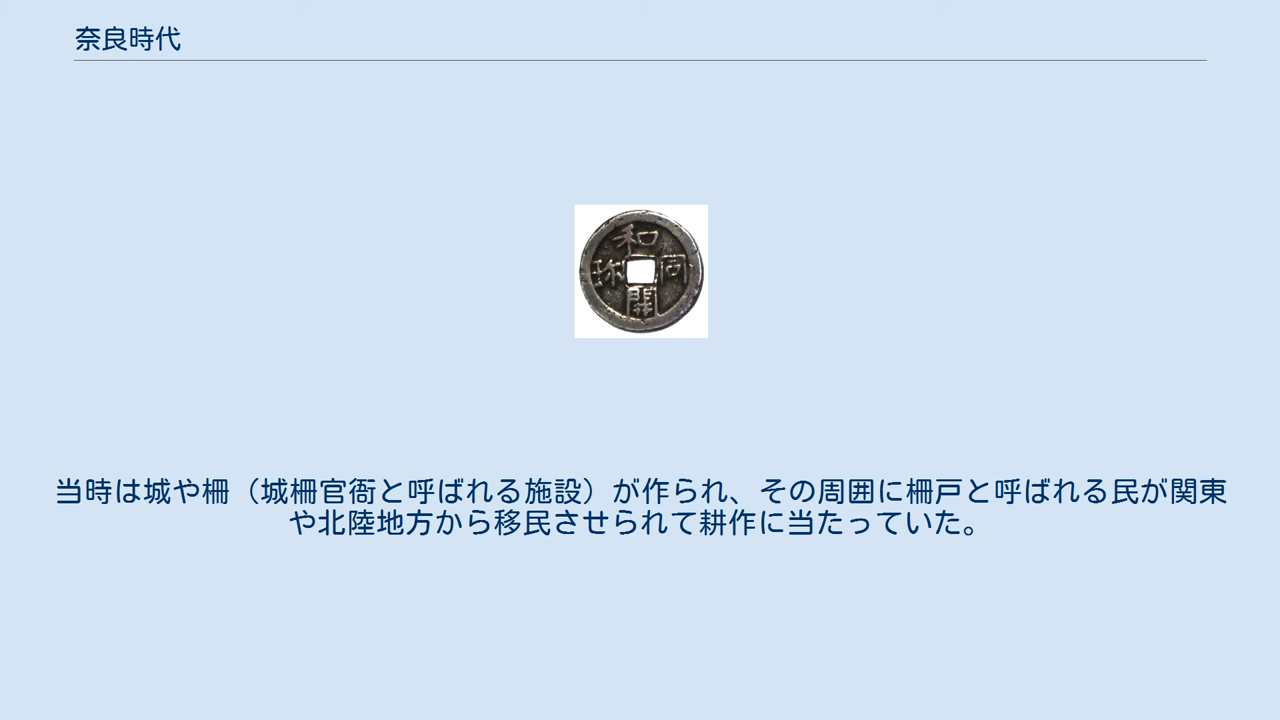 奈良時代
和
珎 同
開
当時は城や柵（城柵官衙と呼ばれる施設）が作られ、その周囲に柵戸と呼ばれる民が関東
や北陸地方から移民させられて耕作に当たっていた。